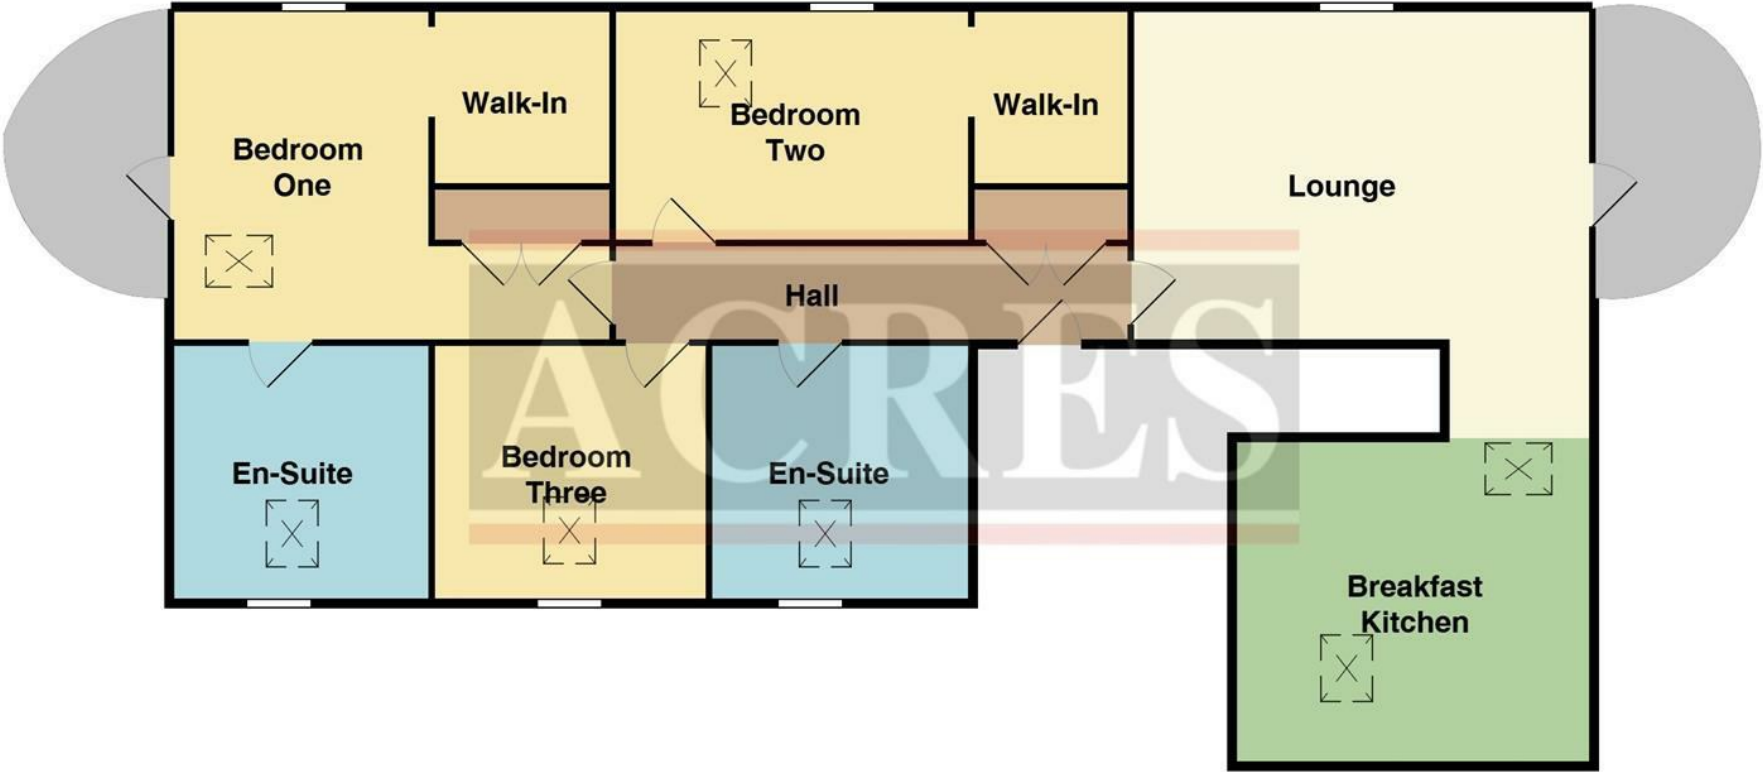 Walk-In
Bedroom
Two
Walk-In
Bedroom
One
Lounge
Hall
ACRES
En-Suite
Bedroom
Three
En-Suite
Breakfast
Kitchen